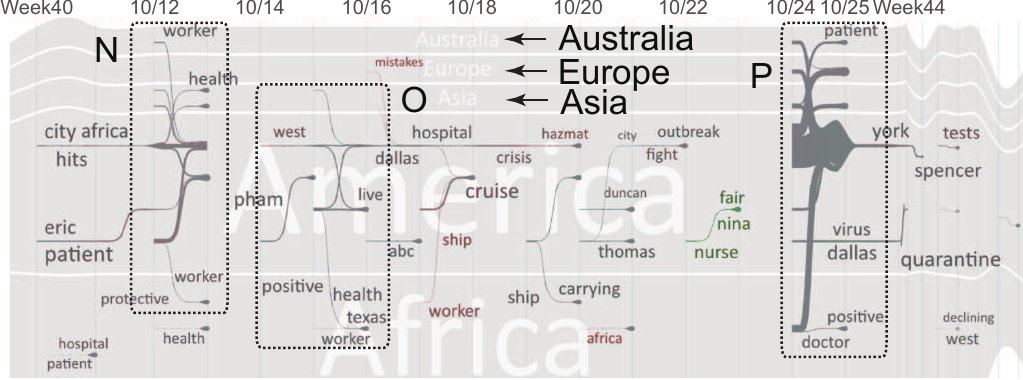 Week40 10/12 10/14 10/16 10/18 10/20 10/22 10/24 10/25 Week44
N worker Australia Australia patient
mistakes Europe Europe P
health O Asia Asia
city africa west hospital hazmat city outbreak york tests
hits dallas crisis fight spencer
America
pham live cruise duncan fair
eric nina virus
patient abc ship thomas nurse dallas quarantine
worker positive health ship carrying
protective texas worker positive declining
health worker africa doctor west
hospital
patient
Africa